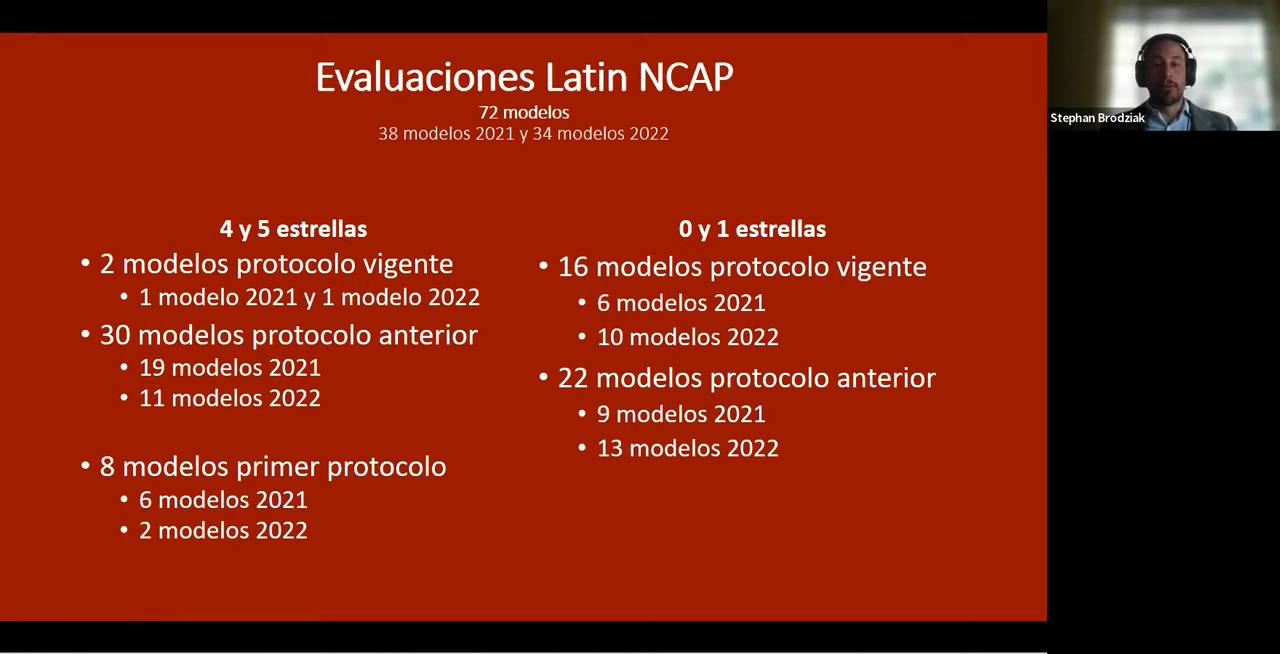 Evaluaciones Latin NCAP
72 modelos
38 modelos 2021 y 34 modelos 2022
4 y 5 estrellas
• 2 modelos protocolo vigente
• 1 modelo 2021 y 1 modelo 2022
• 30 modelos protocolo anterior
• 19 modelos 2021
• 11 modelos 2022
• 8 modelos primer protocolo
• 6 modelos 2021
• 2 modelos 2022
0 y 1 estrellas
• 16 modelos protocolo vigente
• 6 modelos 2021
• 10 modelos 2022
• 22 modelos protocolo anterior
• 9 modelos 2021
• 13 modelos 2022
Stephan Brodziak